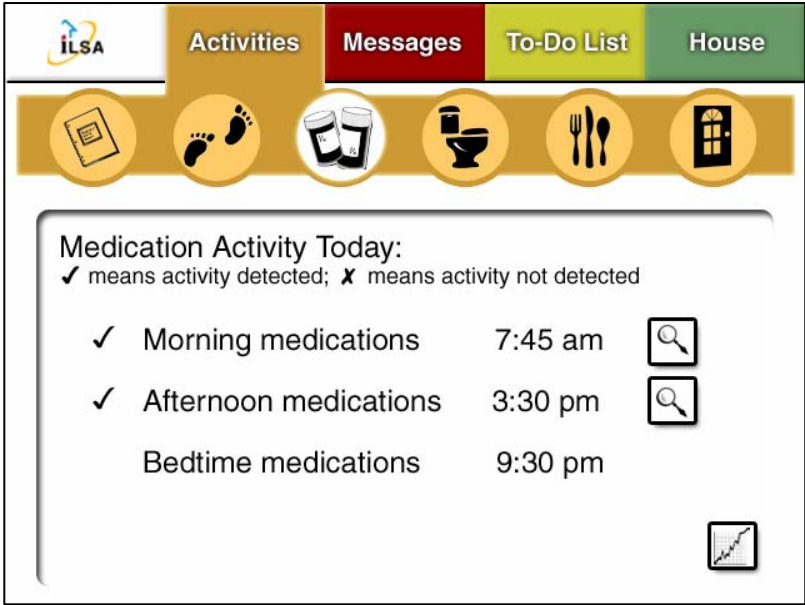 iLSA
Activities
Messages
To-Do List
House
Medication Activity Today:
✓ means activity detected; ✗ means activity not detected
✓ Morning medications 7:45 am
✓ Afternoon medications 3:30 pm
Bedtime medications 9:30 pm